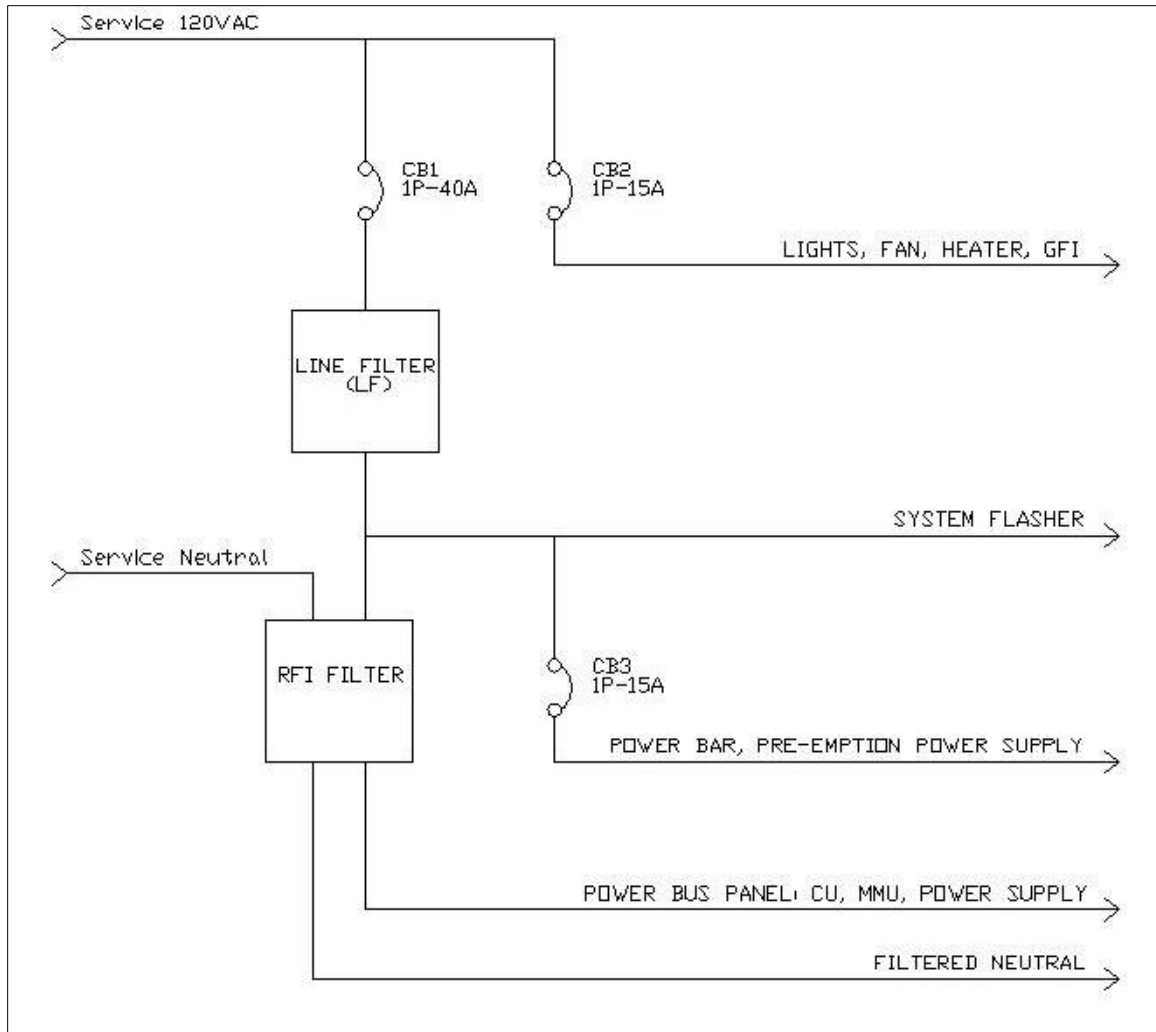 Service 120VAC
CB1
1P-40A
CB2
1P-15A
LIGHTS, FAN, HEATER, GFI
LINE FILTER
(LF)
SYSTEM FLASHER
Service Neutral
RFI FILTER
CB3
1P-15A
POWER BAR, PRE-EMPTION POWER SUPPLY
POWER BUS PANEL: CU, MMU, POWER SUPPLY
FILTERED NEUTRAL